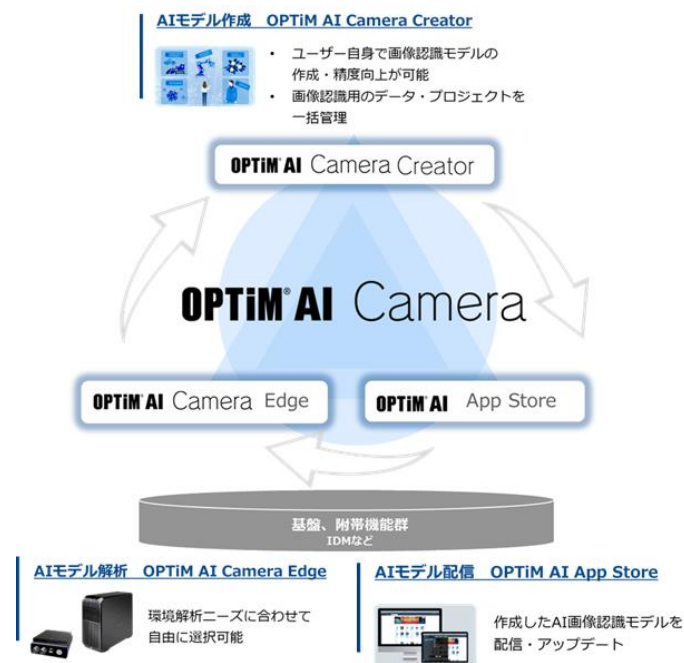 AIモデル作成 OPTiM AI Camera Creator
• ユーザー自身で画像認識モデルの
作成・精度向上が可能
• 画像認識用のデータ・プロジェクトを
一括管理
OPTiM AI Camera Creator
OPTiM® AI Camera
OPTiM AI Camera Edge
OPTiM AI App Store
基盤、附帯機能群
IDMなど
AIモデル解析 OPTiM AI Camera Edge
環境解析ニーズに合わせて
自由に選択可能
AIモデル配信 OPTiM AI App Store
作成したAI画像認識モデルを
配信・アップデート